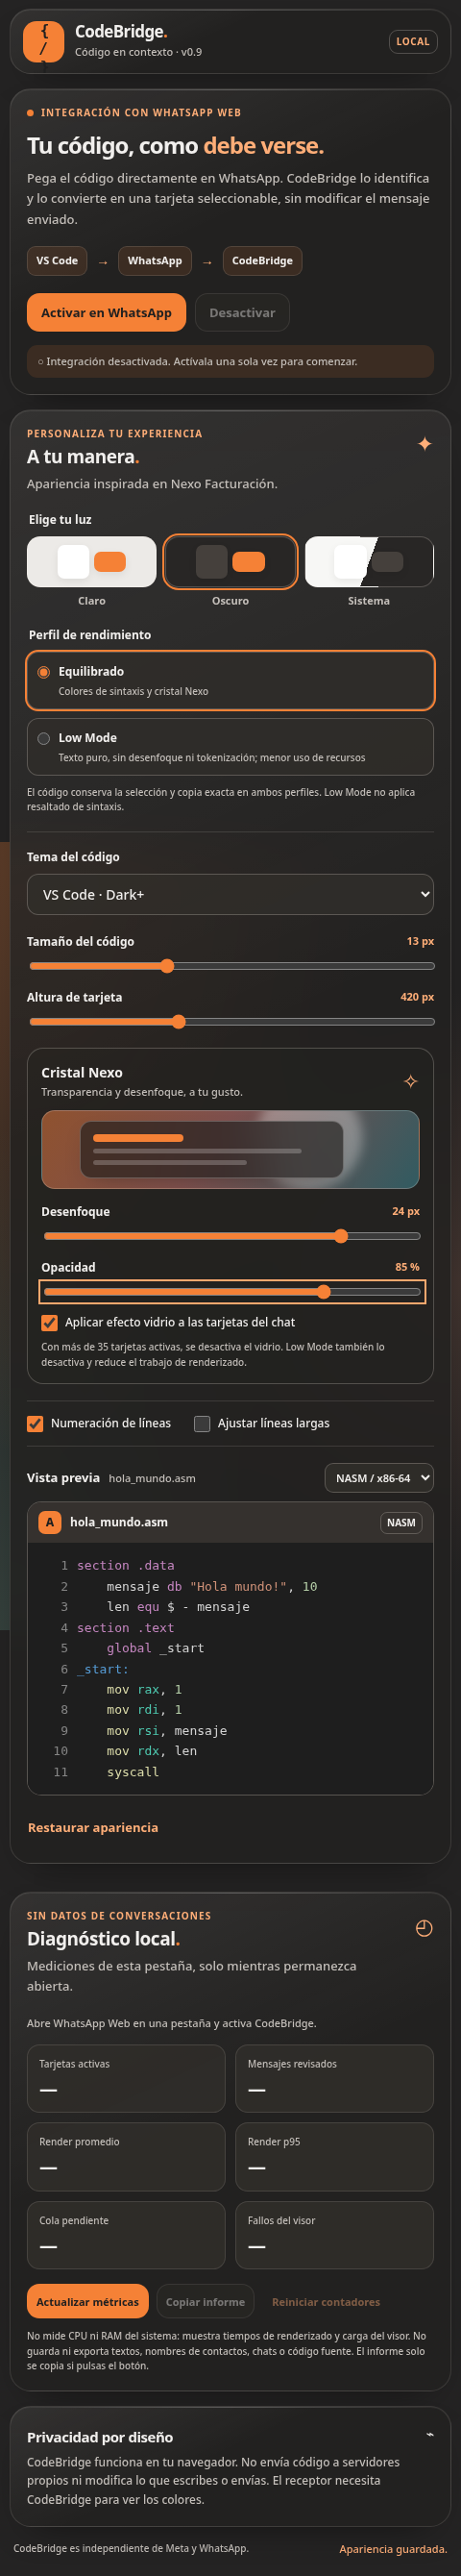 { /
CodeBridge.
Código en contexto · v0.9
LOCAL
INTEGRACIÓN CON WHATSAPP WEB
Tu código, como debe verse.
Pega el código directamente en WhatsApp. CodeBridge lo identifica
y lo convierte en una tarjeta seleccionable, sin modificar el mensaje
enviado.
VS Code → WhatsApp → CodeBridge
Activar en WhatsApp
Desactivar
○ Integración desactivada. Actívala una sola vez para comenzar.
PERSONALIZA TU EXPERIENCIA
A tu manera.
Apariencia inspirada en Nexo Facturación.
Elige tu luz
Claro
Oscuro
Sistema
Perfil de rendimiento
Equilibrado
Colores de sintaxis y cristal Nexo
Low Mode
Texto puro, sin desenfoque ni tokenización; menor uso de recursos
El código conserva la selección y copia exacta en ambos perfiles. Low Mode no aplica
resaltado de sintaxis.
Tema del código
VS Code · Dark+
Tamaño del código 13 px
Altura de tarjeta 420 px
Cristal Nexo
Transparencia y desenfoque, a tu gusto.
Desenfoque 24 px
Opacidad 85 %
Aplicar efecto vidrio a las tarjetas del chat
Con más de 35 tarjetas activas, se desactiva el vidrio. Low Mode también lo
desactiva y reduce el trabajo de renderizado.
Numeración de líneas
Ajustar líneas largas
Vista previa hola_mundo.asm
NASM / x86-64
A hola_mundo.asm NASM
1 section .data
2     mensaje db "Hola mundo!", 10
3     len equ $ - mensaje
4 section .text
5     global _start
6 _start:
7     mov rax, 1
8     mov rdi, 1
9     mov rsi, mensaje
10     mov rdx, len
11     syscall
Restaurar apariencia
SIN DATOS DE CONVERSACIONES
Diagnóstico local.
Mediciones de esta pestaña, solo mientras permanezca
abierta.
Abre WhatsApp Web en una pestaña y activa CodeBridge.
Tarjetas activas
—
Mensajes revisados
—
Render promedio
—
Render p95
—
Cola pendiente
—
Fallos del visor
—
Actualizar métricas
Copiar informe
Reiniciar contadores
No mide CPU ni RAM del sistema: muestra tiempos de renderizado y carga del visor. No
guarda ni exporta textos, nombres de contactos, chats o código fuente. El informe solo
se copia si pulsas el botón.
Privacidad por diseño
CodeBridge funciona en tu navegador. No envía código a servidores
propios ni modifica lo que escribes o envías. El receptor necesita
CodeBridge para ver los colores.
CodeBridge es independiente de Meta y WhatsApp.
Apariencia guardada.